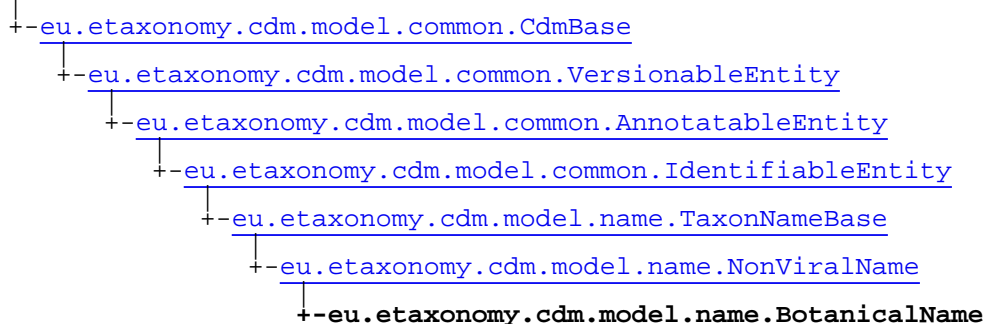 +-eu.etaxonomy.cdm.model.common.CdmBase
+-eu.etaxonomy.cdm.model.common.VersionableEntity
+-eu.etaxonomy.cdm.model.common.AnnotatableEntity
+-eu.etaxonomy.cdm.model.common.IdentifiableEntity
+-eu.etaxonomy.cdm.model.name.TaxonNameBase
+-eu.etaxonomy.cdm.model.name.NonViralName
+-eu.etaxonomy.cdm.model.name.BotanicalName